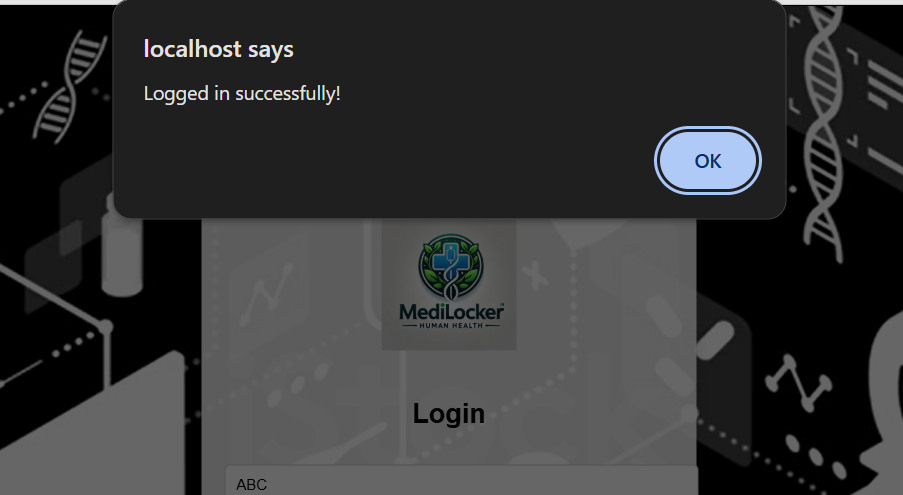 localhost says
Logged in successfully!
OK
MediLocker
HUMAN HEALTH
Login
ABC